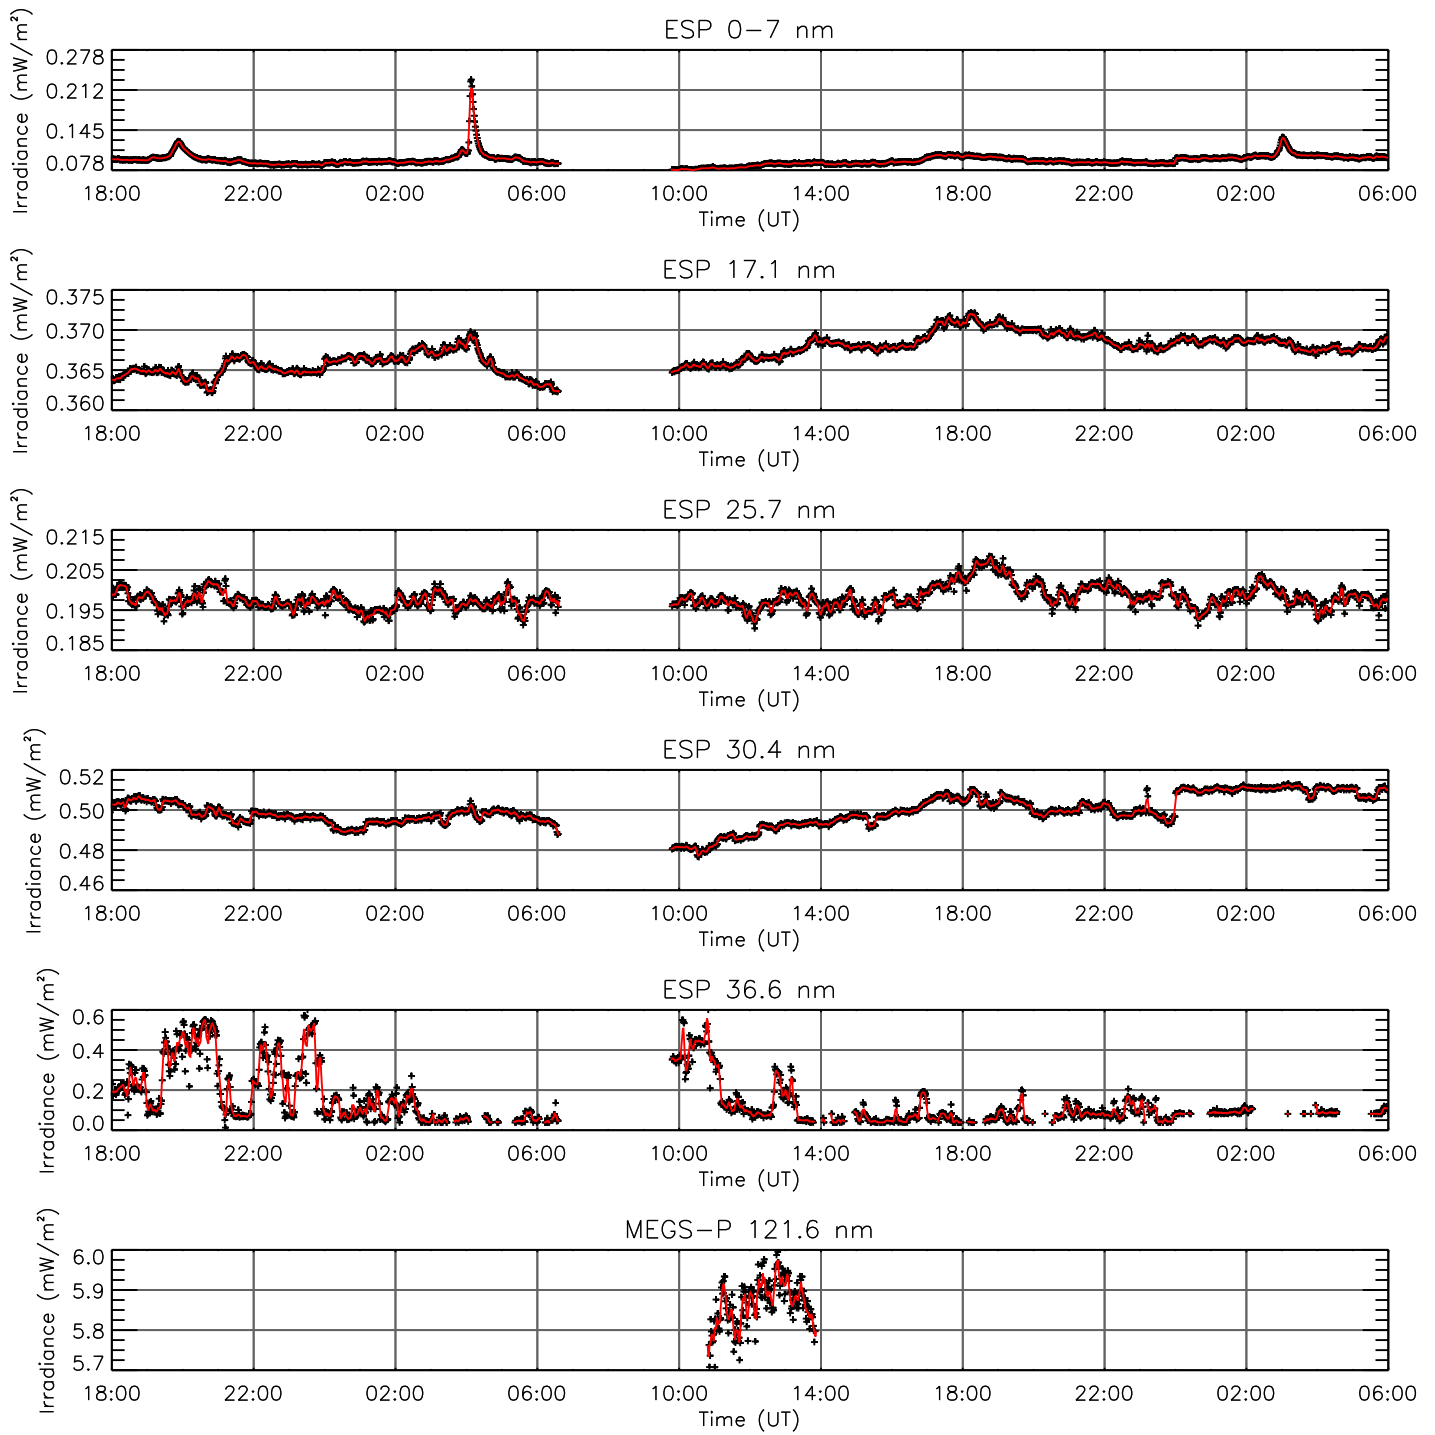 ESP 0-7 nm
Irradiance (mW/m²)
0.278
0.212
0.145
0.078
18:00 22:00 02:00 06:00 10:00 14:00 18:00 22:00 02:00 06:00
Time (UT)
ESP 17.1 nm
Irradiance (mW/m²)
0.375
0.370
0.365
0.360
18:00 22:00 02:00 06:00 10:00 14:00 18:00 22:00 02:00 06:00
Time (UT)
ESP 25.7 nm
Irradiance (mW/m²)
0.215
0.205
0.195
0.185
18:00 22:00 02:00 06:00 10:00 14:00 18:00 22:00 02:00 06:00
Time (UT)
ESP 30.4 nm
Irradiance (mW/m²)
0.52
0.50
0.48
0.46
18:00 22:00 02:00 06:00 10:00 14:00 18:00 22:00 02:00 06:00
Time (UT)
ESP 36.6 nm
Irradiance (mW/m²)
0.6
0.4
0.2
0.0
18:00 22:00 02:00 06:00 10:00 14:00 18:00 22:00 02:00 06:00
Time (UT)
MEGS-P 121.6 nm
Irradiance (mW/m²)
6.0
5.9
5.8
5.7
18:00 22:00 02:00 06:00 10:00 14:00 18:00 22:00 02:00 06:00
Time (UT)